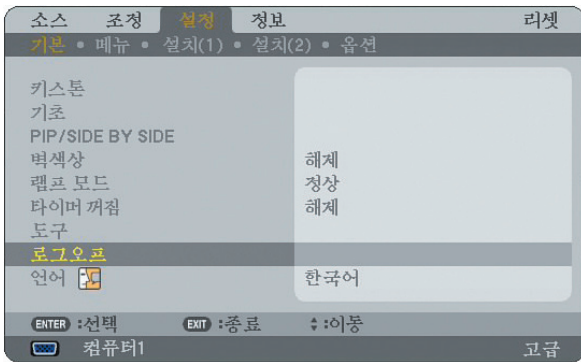 소스 조정 설정 정보 리셋
기본 • 메뉴 • 설치(1) • 설치(2) • 옵션
키스톤
기초
PIP/SIDE BY SIDE
벽색상 해제
램프 모드 정상
타이머 꺼짐 해제
도구
로그오프
언어 한국어
ENTER :선택 EXIT :종료 :이동
컴퓨터1 고급